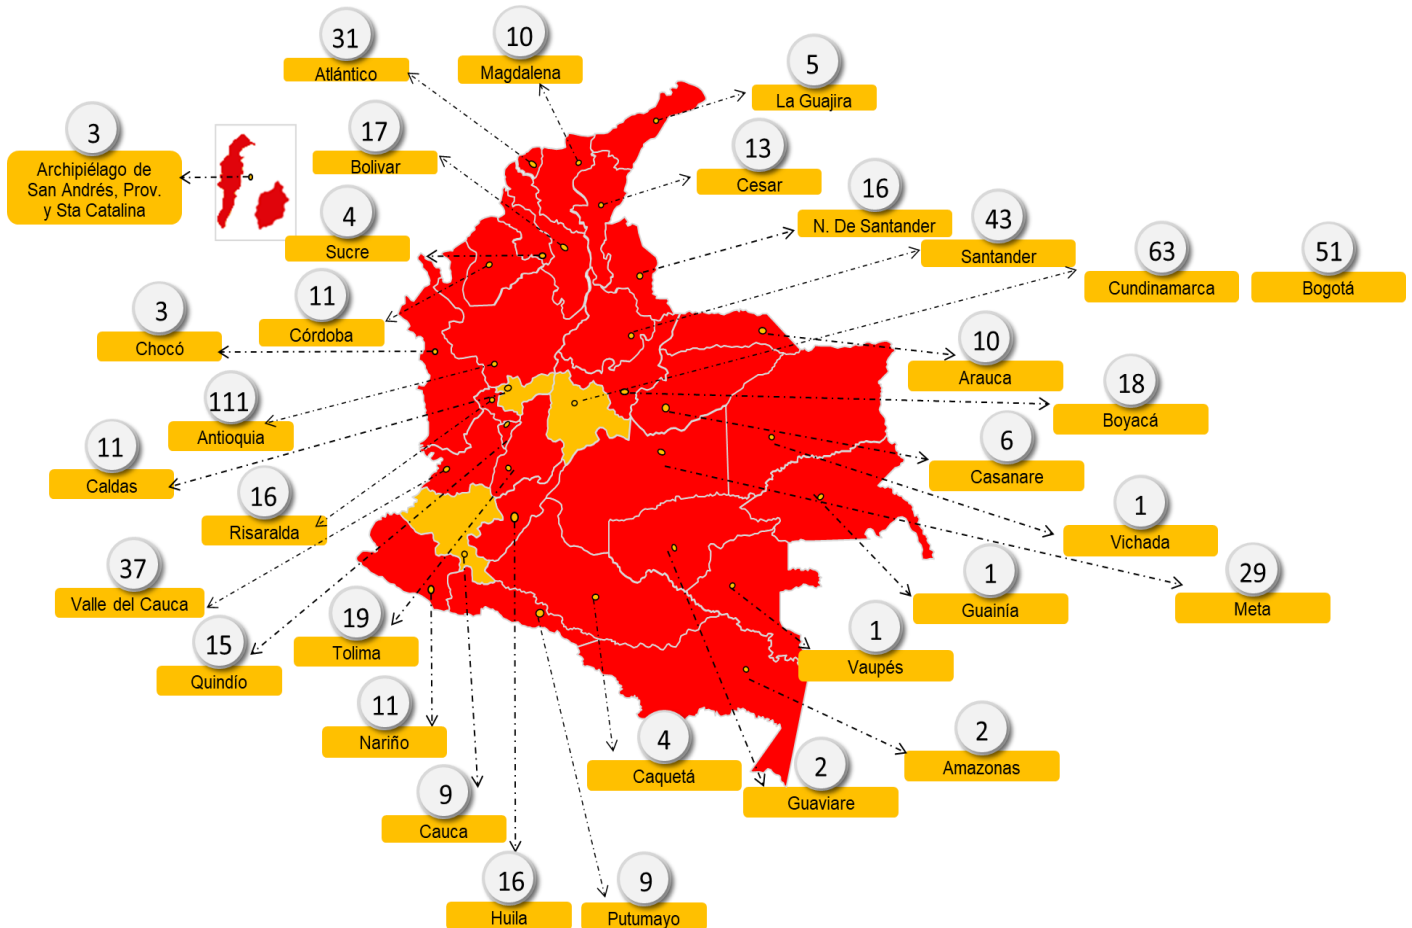 31
Atlántico
10
Magdalena
5
La Guajira
3
Archipiélago de
San Andrés, Prov.
y Sta Catalina
17
Bolivar
13
Cesar
16
N. De Santander
4
Sucre
43
Santander
63
Cundinamarca
51
Bogotá
11
Córdoba
3
Chocó
10
Arauca
111
Antioquia
18
Boyacá
11
Caldas
6
Casanare
16
Risaralda
1
Vichada
37
Valle del Cauca
1
Guainía
29
Meta
19
Tolima
15
Quindío
1
Vaupés
11
Nariño
4
Caquetá
2
Amazonas
2
Guaviare
9
Cauca
16
Huila
9
Putumayo